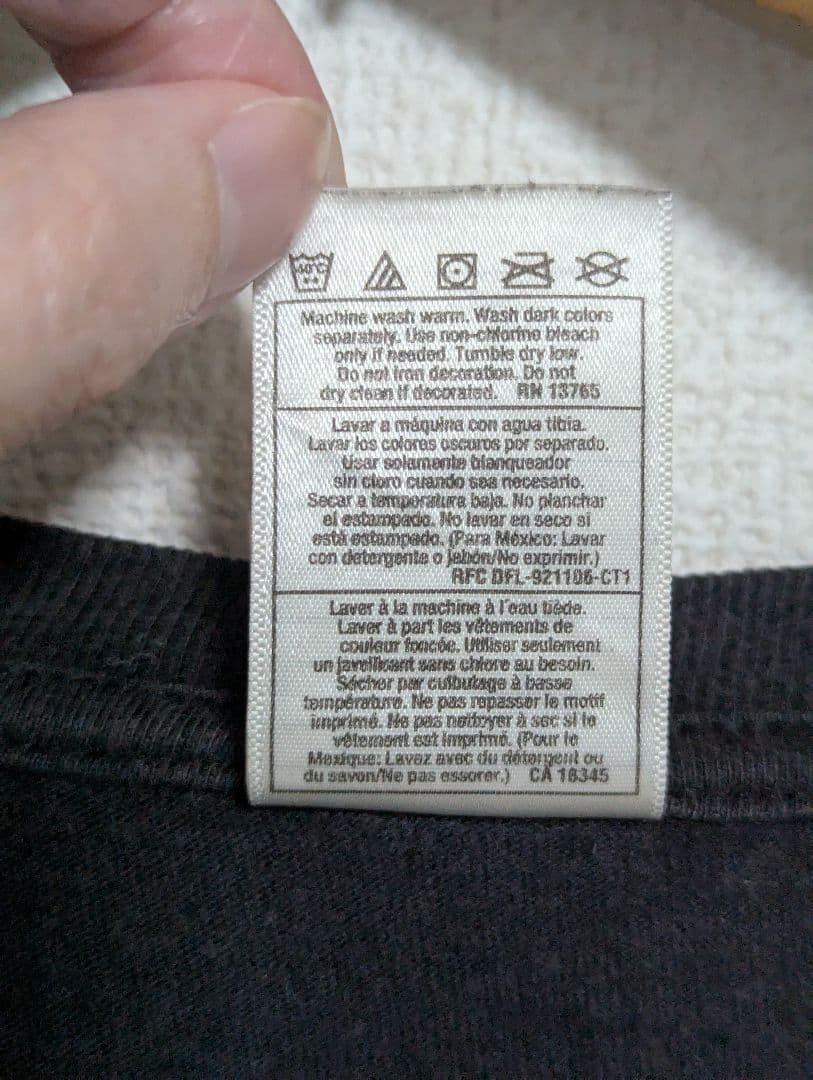 40°C
Machine wash warm. Wash dark colors
separately. Use non-chlorine bleach
only if needed. Tumble dry low.
Do not iron decoration. Do not
dry clean if decorated. RN 13765
Lavar a máquina con agua tibia.
Lavar los colores oscuros por separado.
Usar solamente blanqueador
sin cloro cuando sea necesario.
Secar a temperatura baja. No planchar
el estampado. No lavar en seco si
está estampado. (Para México: Lavar
con detergente o jabón/No exprimir.)
RFC DFL-921106-CT1
Laver à la machine à l'eau tiède.
Laver à part les vêtements de
couleur foncée. Utiliser seulement
un javellisant sans chlore au besoin.
Sécher par culbutage à basse
température. Ne pas repasser le motif
imprimé. Ne pas nettoyer à sec si le
vêtement est imprimé. (Pour le
Mexique: Lavez avec du détergent ou
du savon/Ne pas essorer.) CA 16345